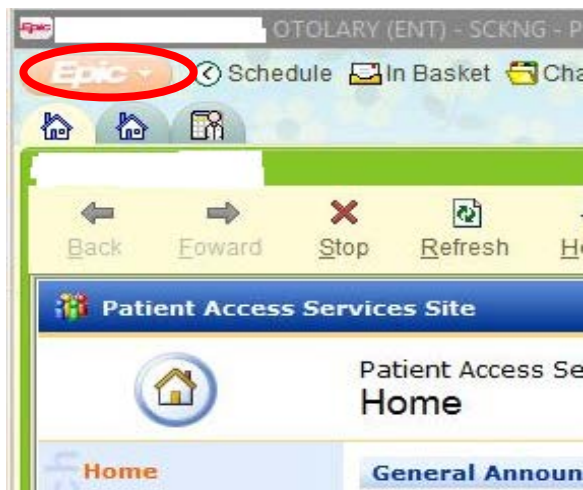 Epic OTOLARY (ENT) - SCKNG - P
Epic Schedule In Basket Cha
Back Foward Stop Refresh
Patient Access Services Site
Patient Access Se
Home
Home General Announ